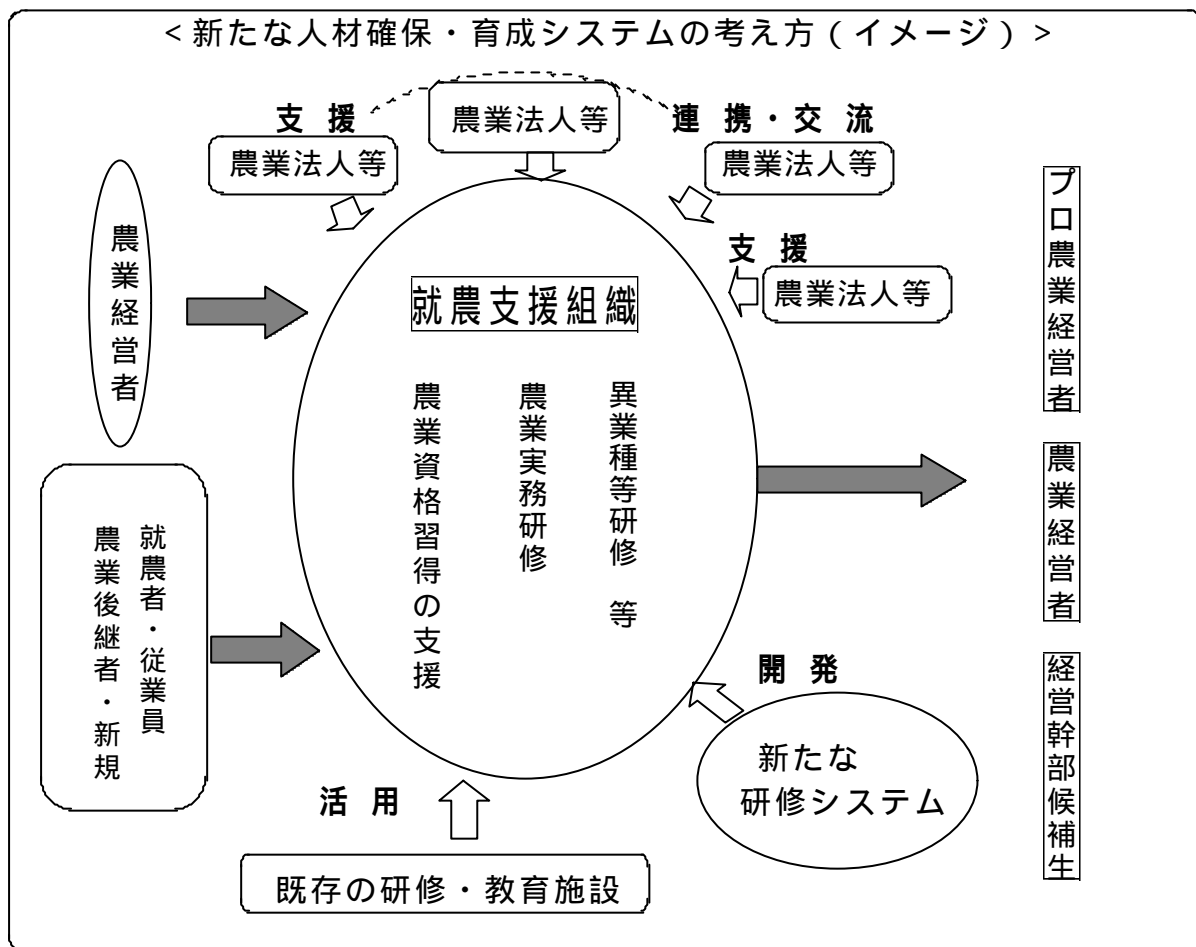 ＜新たな人材確保・育成システムの考え方（イメージ）＞
支 援
農業法人等
連 携・交 流
農業法人等
農業法人等
支 援
農業法人等
農業経営者
就農支援組織
異業種等研修 等
農業実務研修
農業資格習得の支援
就農者・従業員
農業後継者・新規
プロ農業経営者
農業経営者
経営幹部候補生
開 発
新たな
研修システム
活 用
既存の研修・教育施設